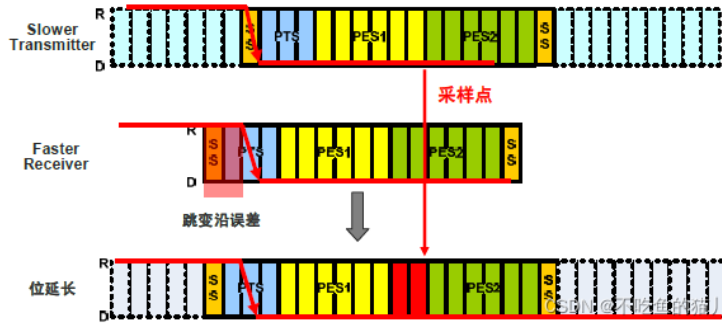 Slower
Transmitter
R
D
S
S
PTS
PES1
PES2
S
S
采样点
Faster
Receiver
R
D
S
S
PTS
PES1
PES2
S
S
跳变沿误差
位延长
R
D
S
S
PTS
PES1
PES2
S
S
CSDN @不吃鱼的猫丿